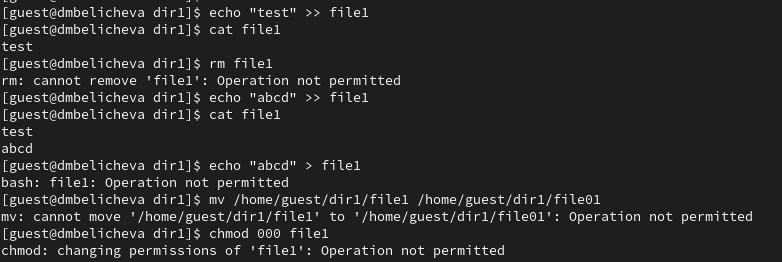 [guest@dmbelicheva dir1]$ echo "test" >> file1
[guest@dmbelicheva dir1]$ cat file1
test
[guest@dmbelicheva dir1]$ rm file1
rm: cannot remove 'file1': Operation not permitted
[guest@dmbelicheva dir1]$ echo "abcd" >> file1
[guest@dmbelicheva dir1]$ cat file1
test
abcd
[guest@dmbelicheva dir1]$ echo "abcd" > file1
bash: file1: Operation not permitted
[guest@dmbelicheva dir1]$ mv /home/guest/dir1/file1 /home/guest/dir1/file01
mv: cannot move '/home/guest/dir1/file1' to '/home/guest/dir1/file01': Operation not permitted
[guest@dmbelicheva dir1]$ chmod 000 file1
chmod: changing permissions of 'file1': Operation not permitted